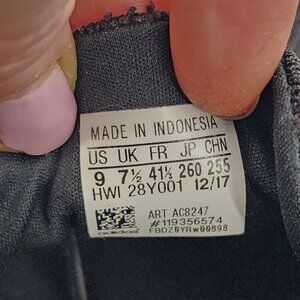 MADE IN INDONESIA
US UK FR JP CHN
9 7½ 41⅓ 260 255
HWI 28Y001 12/17
ART AC8247
#119356574
adidas FBDZ0YRw00898